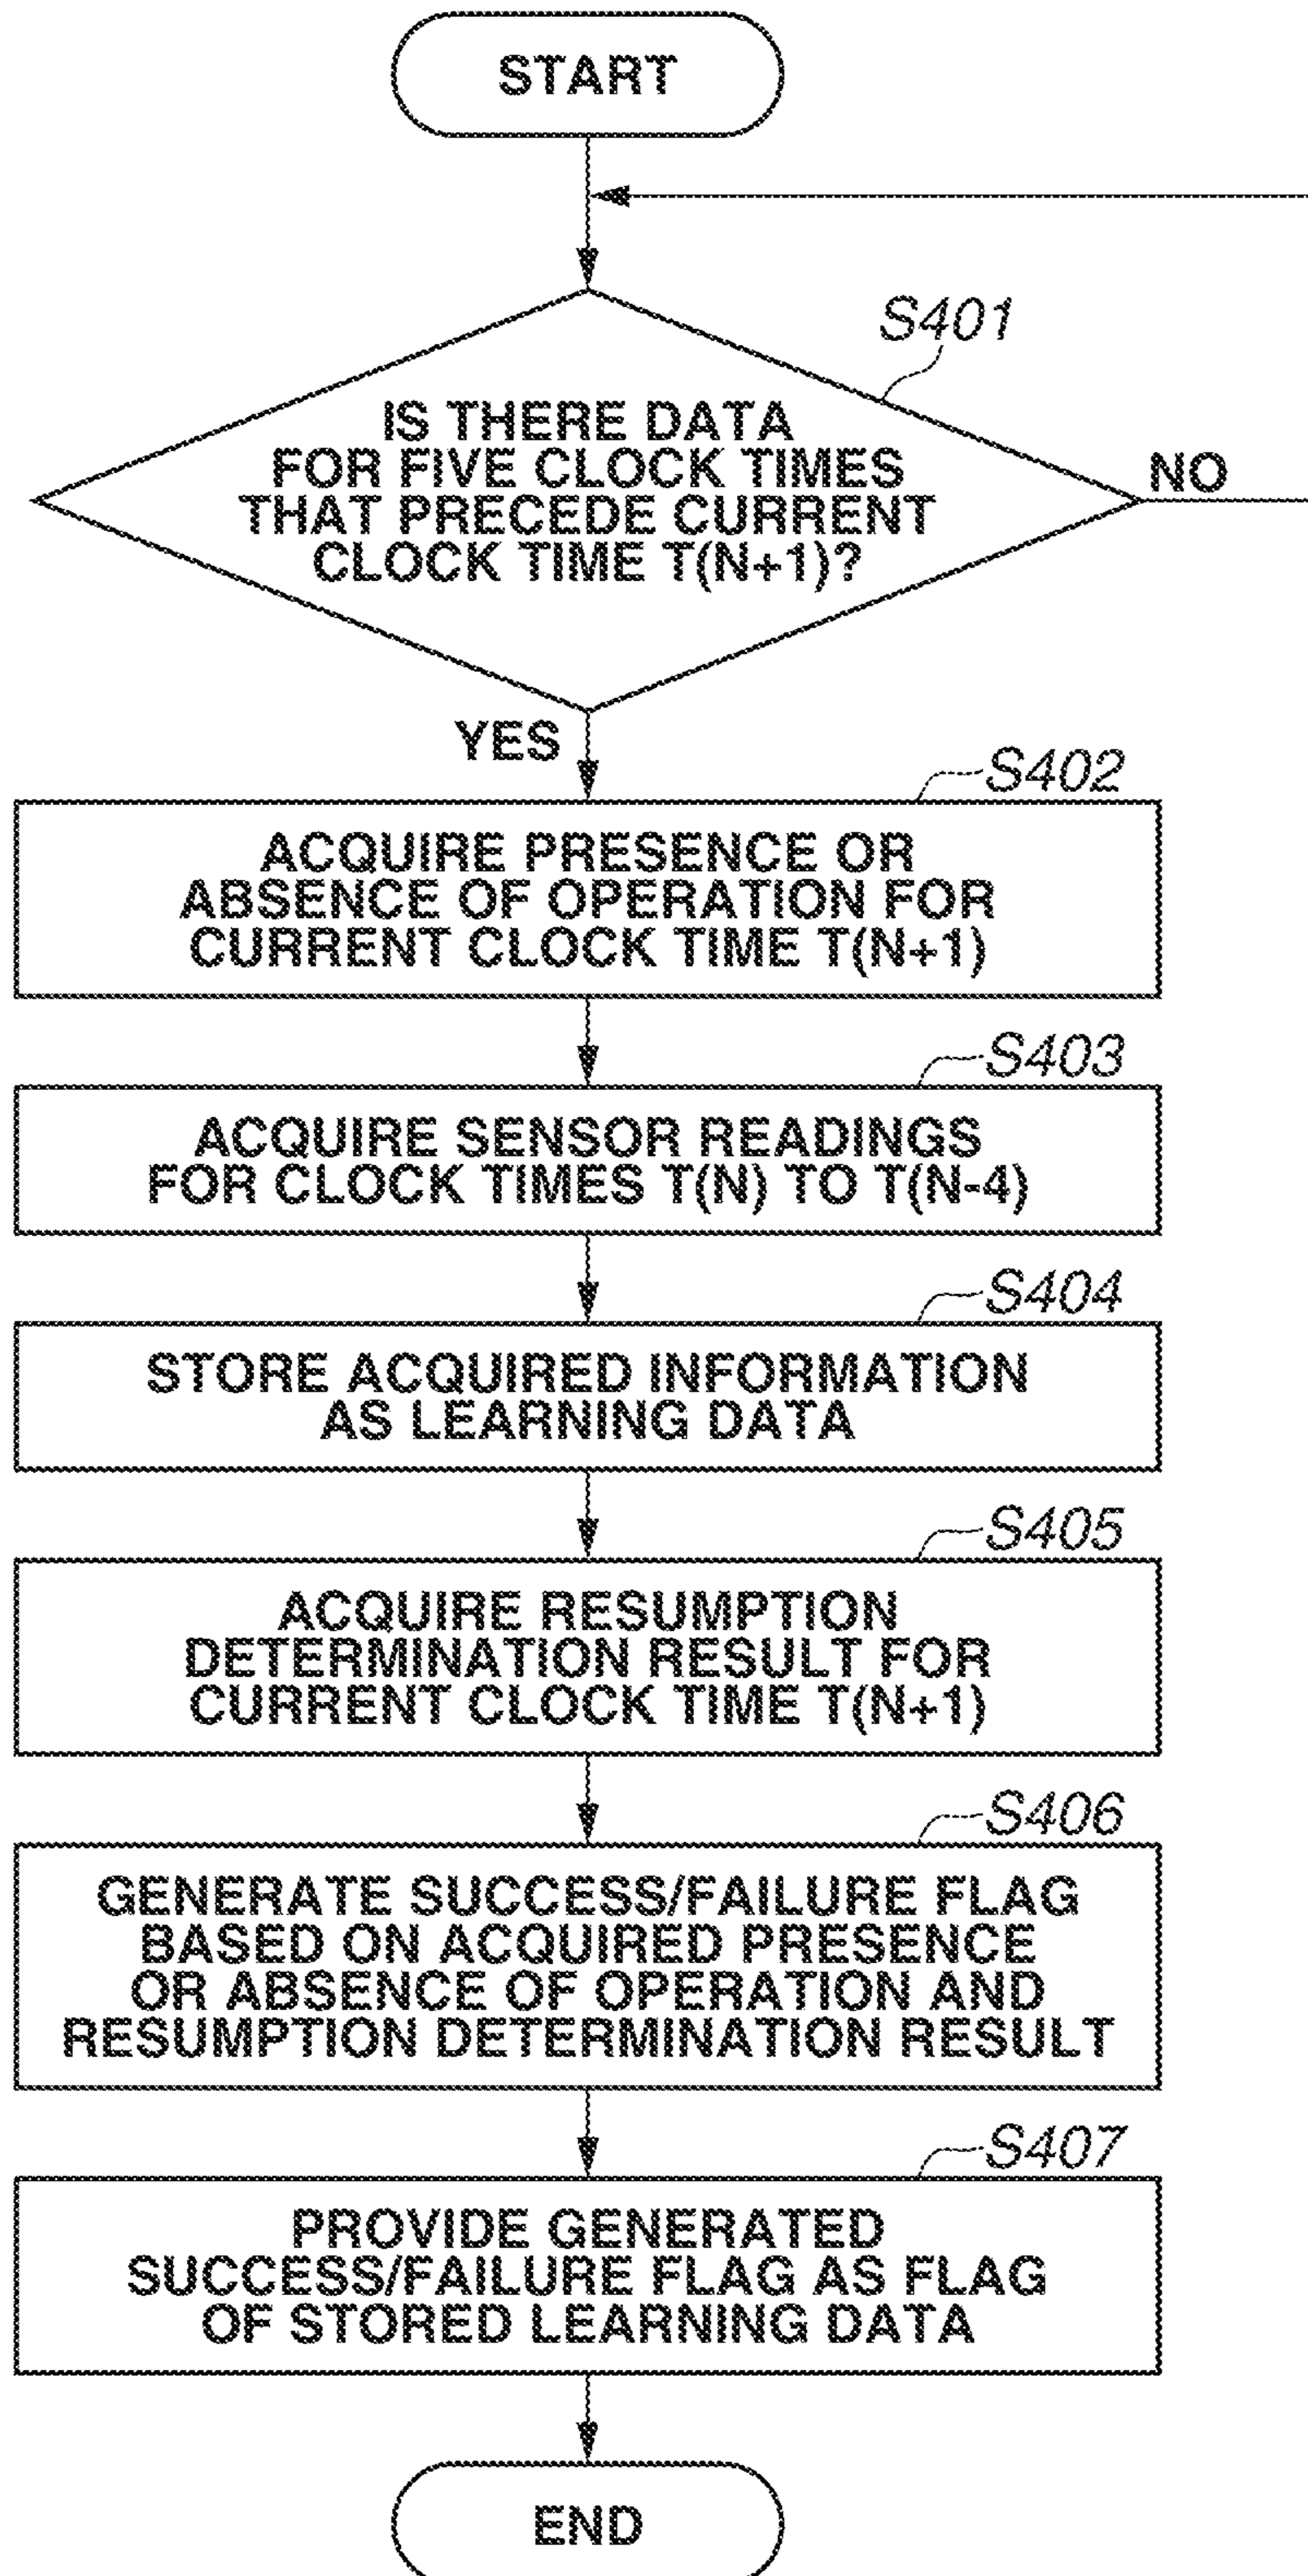 START
S401
IS THERE DATA
FOR FIVE CLOCK TIMES
THAT PRECEDE CURRENT
CLOCK TIME T(N+1)?
NO
YES
S402
ACQUIRE PRESENCE OR
ABSENCE OF OPERATION FOR
CURRENT CLOCK TIME T(N+1)
S403
ACQUIRE SENSOR READINGS
FOR CLOCK TIMES T(N) TO T(N-4)
S404
STORE ACQUIRED INFORMATION
AS LEARNING DATA
S405
ACQUIRE RESUMPTION
DETERMINATION RESULT FOR
CURRENT CLOCK TIME T(N+1)
S406
GENERATE SUCCESS/FAILURE FLAG
BASED ON ACQUIRED PRESENCE
OR ABSENCE OF OPERATION AND
RESUMPTION DETERMINATION RESULT
S407
PROVIDE GENERATED
SUCCESS/FAILURE FLAG AS FLAG
OF STORED LEARNING DATA
END